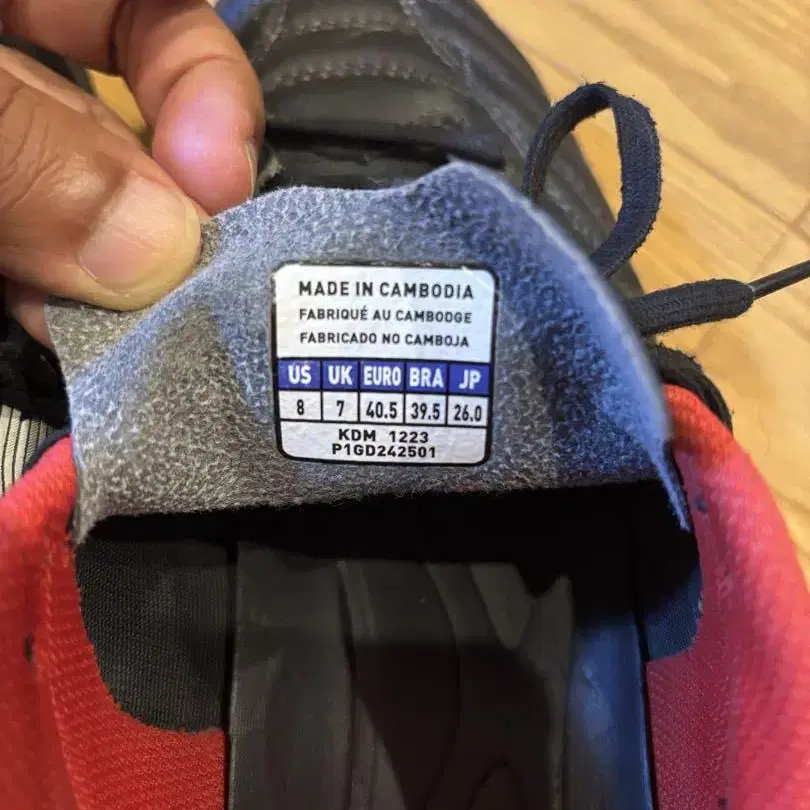 MADE IN CAMBODIA
FABRIQUÉ AU CAMBODGE
FABRICADO NO CAMBOJA
US UK EURO BRA JP
8 7 40.5 39.5 26.0
KDM 1223
P1GD242501